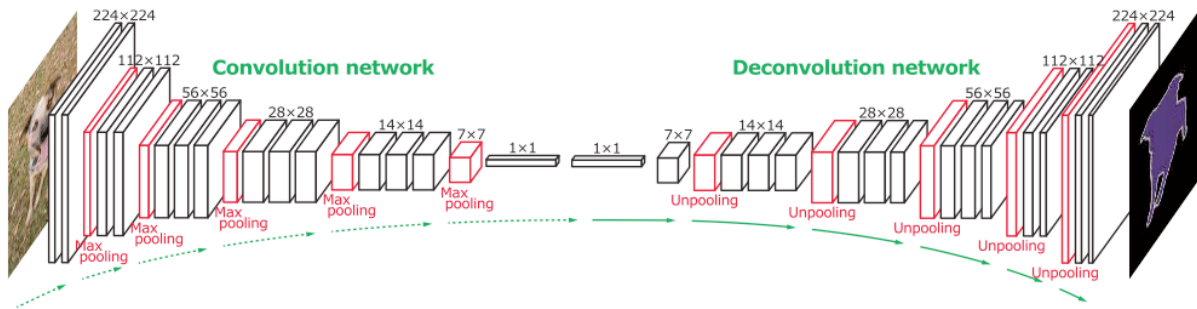 224×224
112×112
56×56
28×28
14×14
7×7
1×1
1×1
7×7
14×14
28×28
56×56
112×112
224×224
Convolution network
Deconvolution network
Max
pooling
Max
pooling
Max
pooling
Max
pooling
Max
pooling
Unpooling
Unpooling
Unpooling
Unpooling
Unpooling